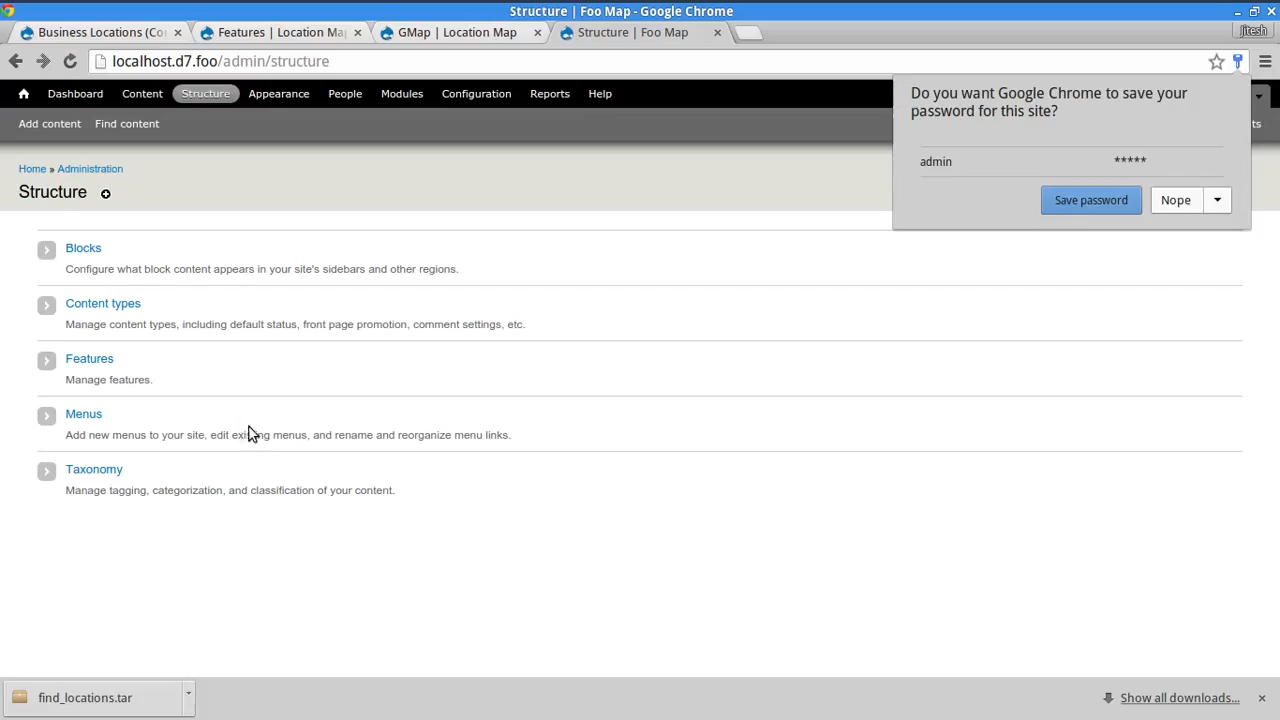 Structure | Foo Map - Google Chrome
Business Locations (Co
Features | Location Ma
GMap | Location Map
Structure | Foo Map
jitesh
localhost.d7.foo/admin/structure
Dashboard Content Structure Appearance People Modules Configuration Reports Help
Add content Find content
ts
Do you want Google Chrome to save your
password for this site?
admin *****
Save password Nope
Home » Administration
Structure
Blocks
Configure what block content appears in your site's sidebars and other regions.
Content types
Manage content types, including default status, front page promotion, comment settings, etc.
Features
Manage features.
Menus
Add new menus to your site, edit existing menus, and rename and reorganize menu links.
Taxonomy
Manage tagging, categorization, and classification of your content.
find_locations.tar
Show all downloads...